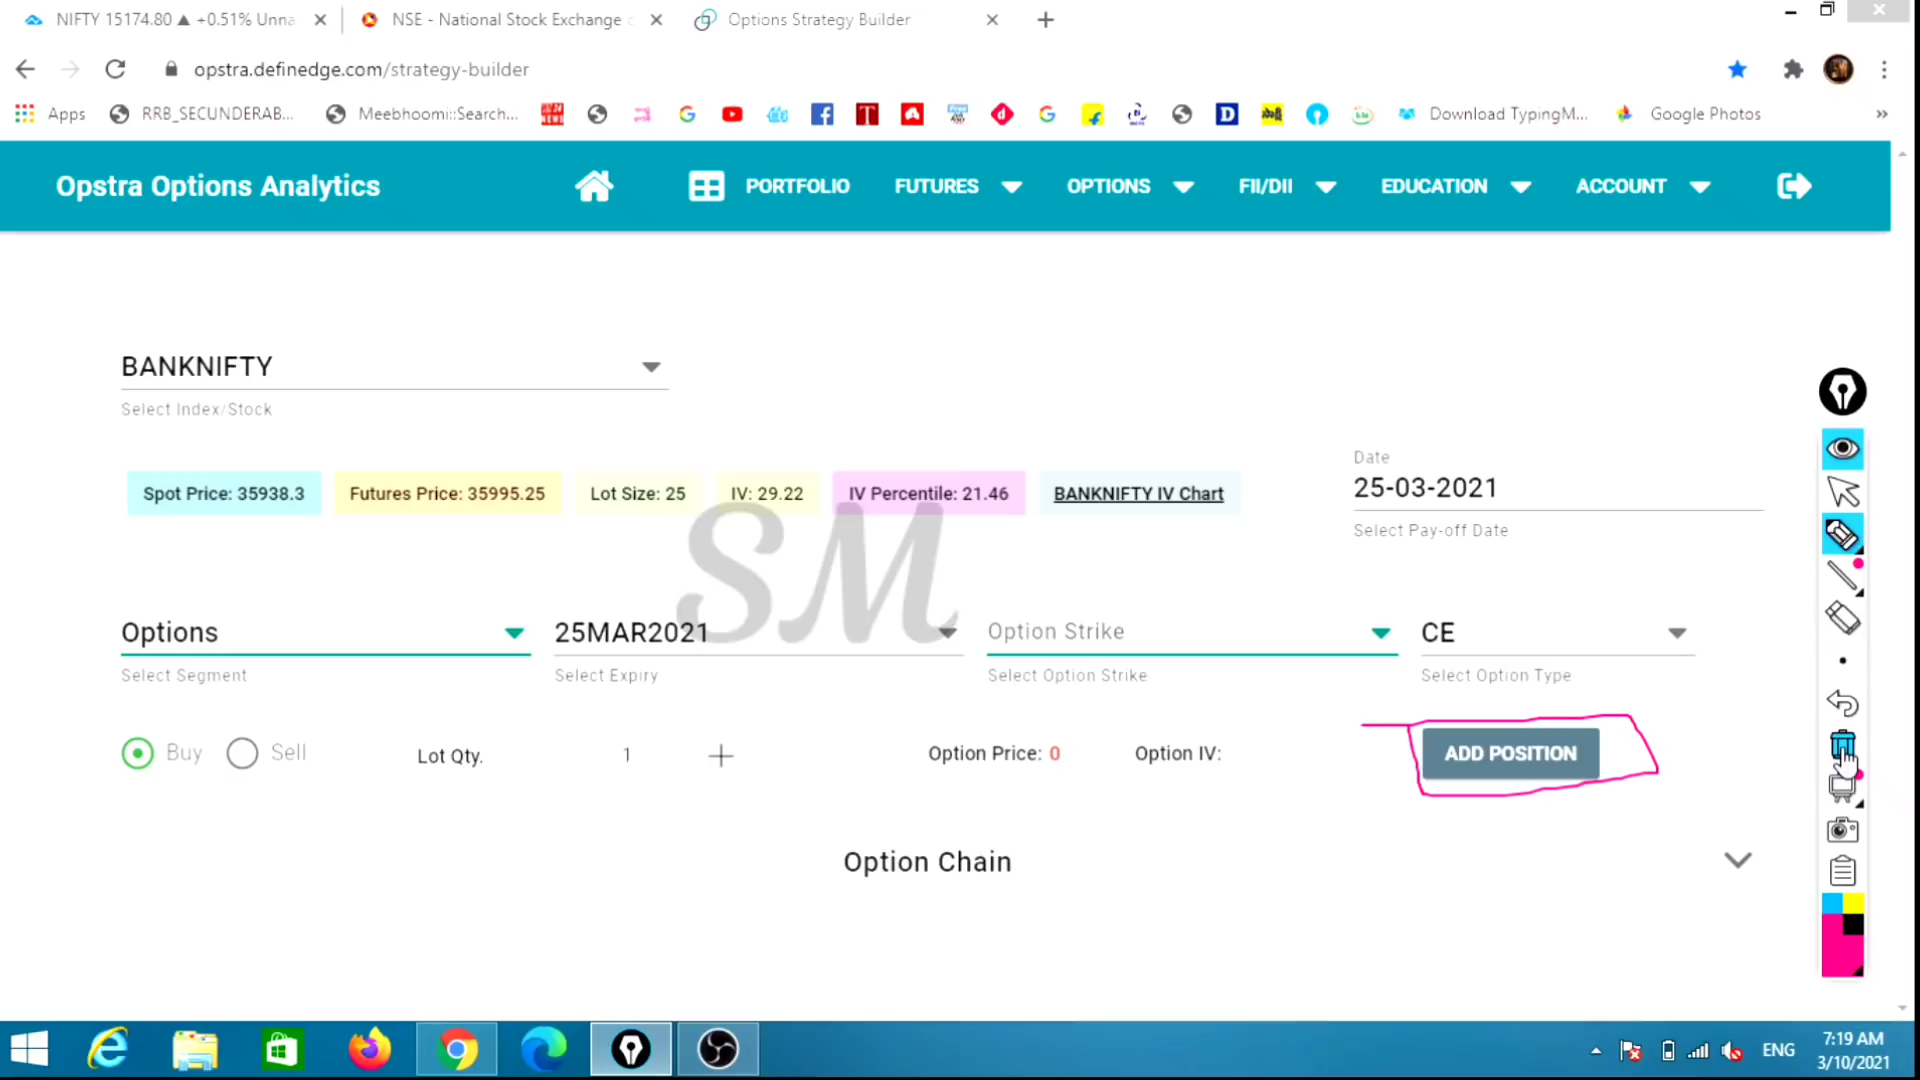 NIFTY 15174.80 ▲ +0.51% Unna
NSE - National Stock Exchange
Options Strategy Builder
opstra.definedge.com/strategy-builder
Apps
RRB_SECUNDERAB...
Meebhoomi::Search...
Download TypingM...
Google Photos
»
Opstra Options Analytics
PORTFOLIO
FUTURES
OPTIONS
FII/DII
EDUCATION
ACCOUNT
BANKNIFTY
Select Index/Stock
Spot Price: 35938.3
Futures Price: 35995.25
Lot Size: 25
IV: 29.22
IV Percentile: 21.46
BANKNIFTY IV Chart
Date
25-03-2021
Select Pay-off Date
SM
Options
Select Segment
25MAR2021
Select Expiry
Option Strike
Select Option Strike
CE
Select Option Type
Buy
Sell
Lot Qty.
1
Option Price: 0
Option IV:
ADD POSITION
Option Chain
ENG
7:19 AM
3/10/2021